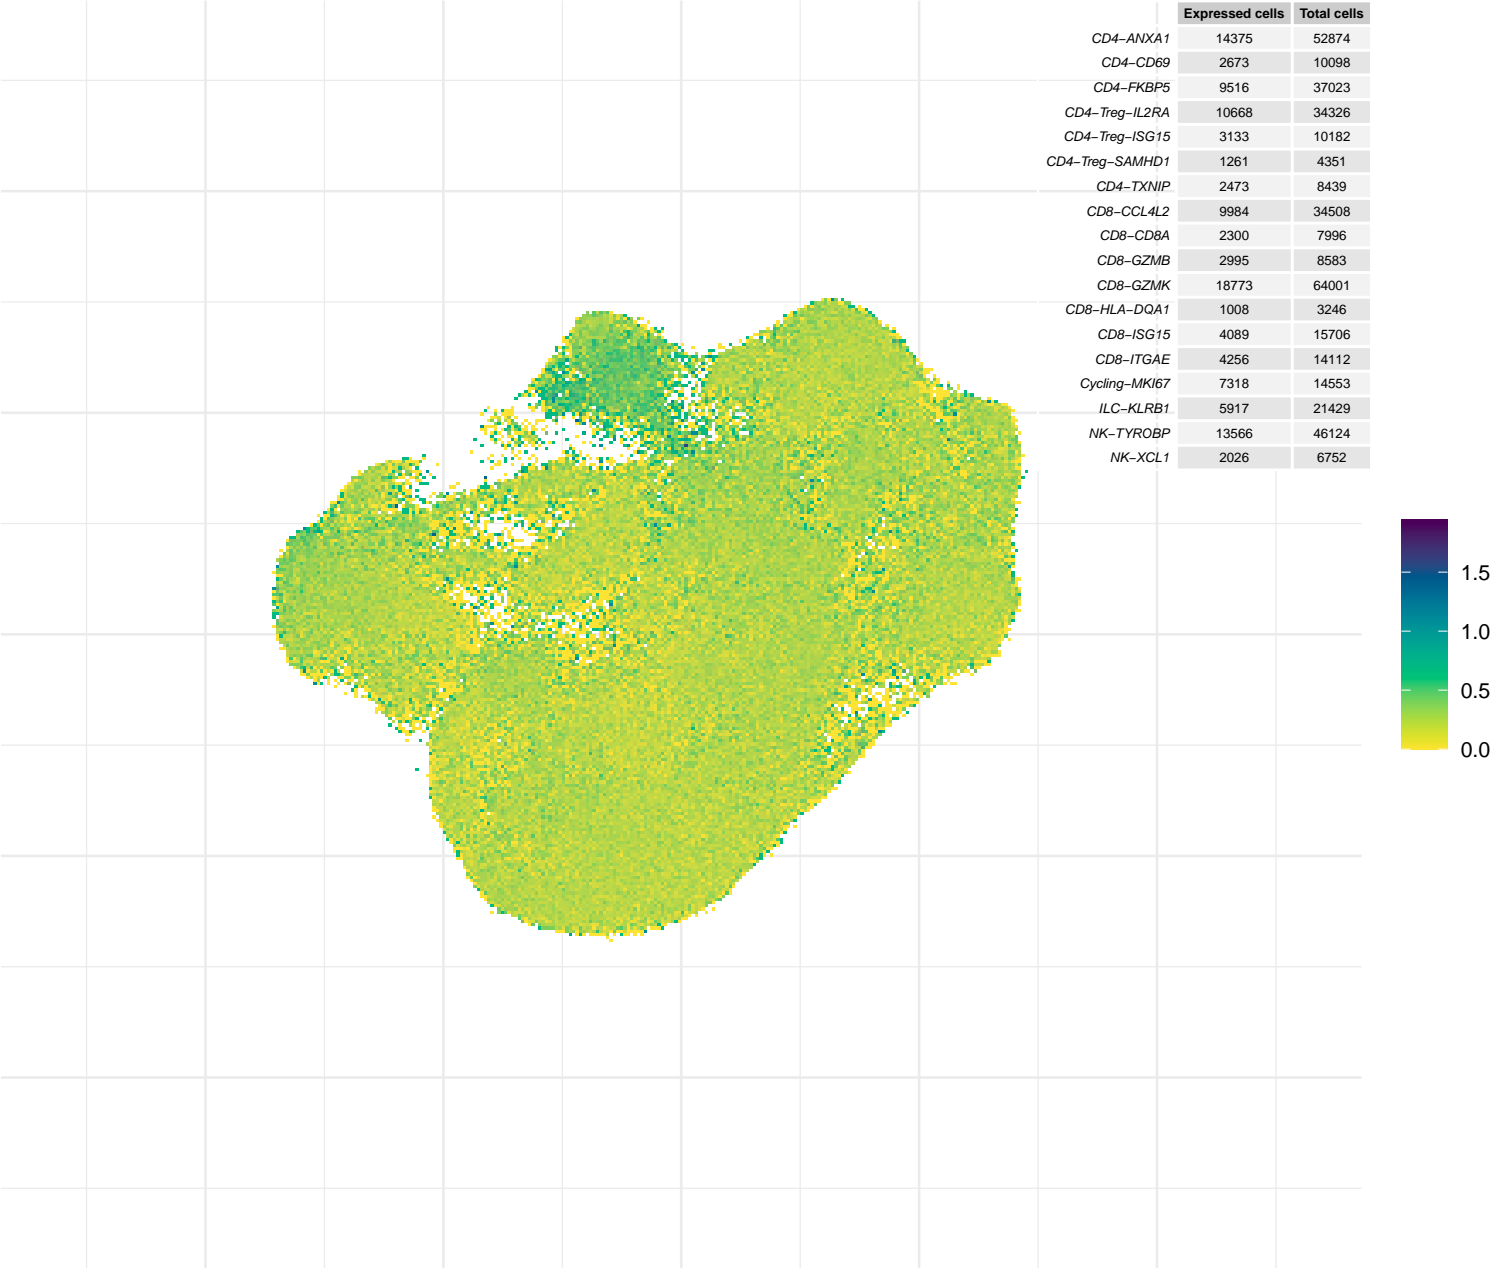 Expressed cells Total cells
CD4−ANXA1 14375 52874
CD4−CD69 2673 10098
CD4−FKBP5 9516 37023
CD4−Treg−IL2RA 10668 34326
CD4−Treg−ISG15 3133 10182
CD4−Treg−SAMHD1 1261 4351
CD4−TXNIP 2473 8439
CD8−CCL4L2 9984 34508
CD8−CD8A 2300 7996
CD8−GZMB 2995 8583
CD8−GZMK 18773 64001
CD8−HLA−DQA1 1008 3246
CD8−ISG15 4089 15706
CD8−ITGAE 4256 14112
Cycling−MKI67 7318 14553
ILC−KLRB1 5917 21429
NK−TYROBP 13566 46124
NK−XCL1 2026 6752
1.5
1.0
0.5
0.0